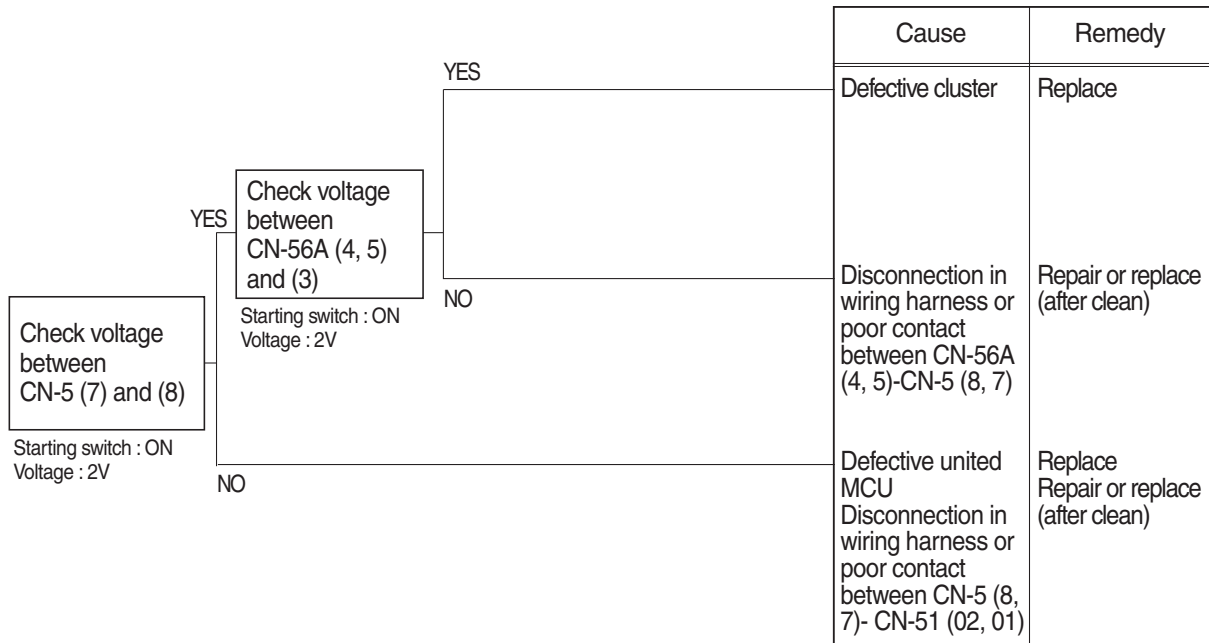 Cause
Remedy
YES
Defective cluster
Replace
Check voltage
between
CN-56A (4, 5)
and (3)
YES
Starting switch : ON
Voltage : 2V
NO
Disconnection in
wiring harness or
poor contact
between CN-56A
(4, 5)-CN-5 (8, 7)
Repair or replace
(after clean)
Check voltage
between
CN-5 (7) and (8)
Starting switch : ON
Voltage : 2V
NO
Defective united
MCU
Disconnection in
wiring harness or
poor contact
between CN-5 (8,
7)- CN-51 (02, 01)
Replace
Repair or replace
(after clean)